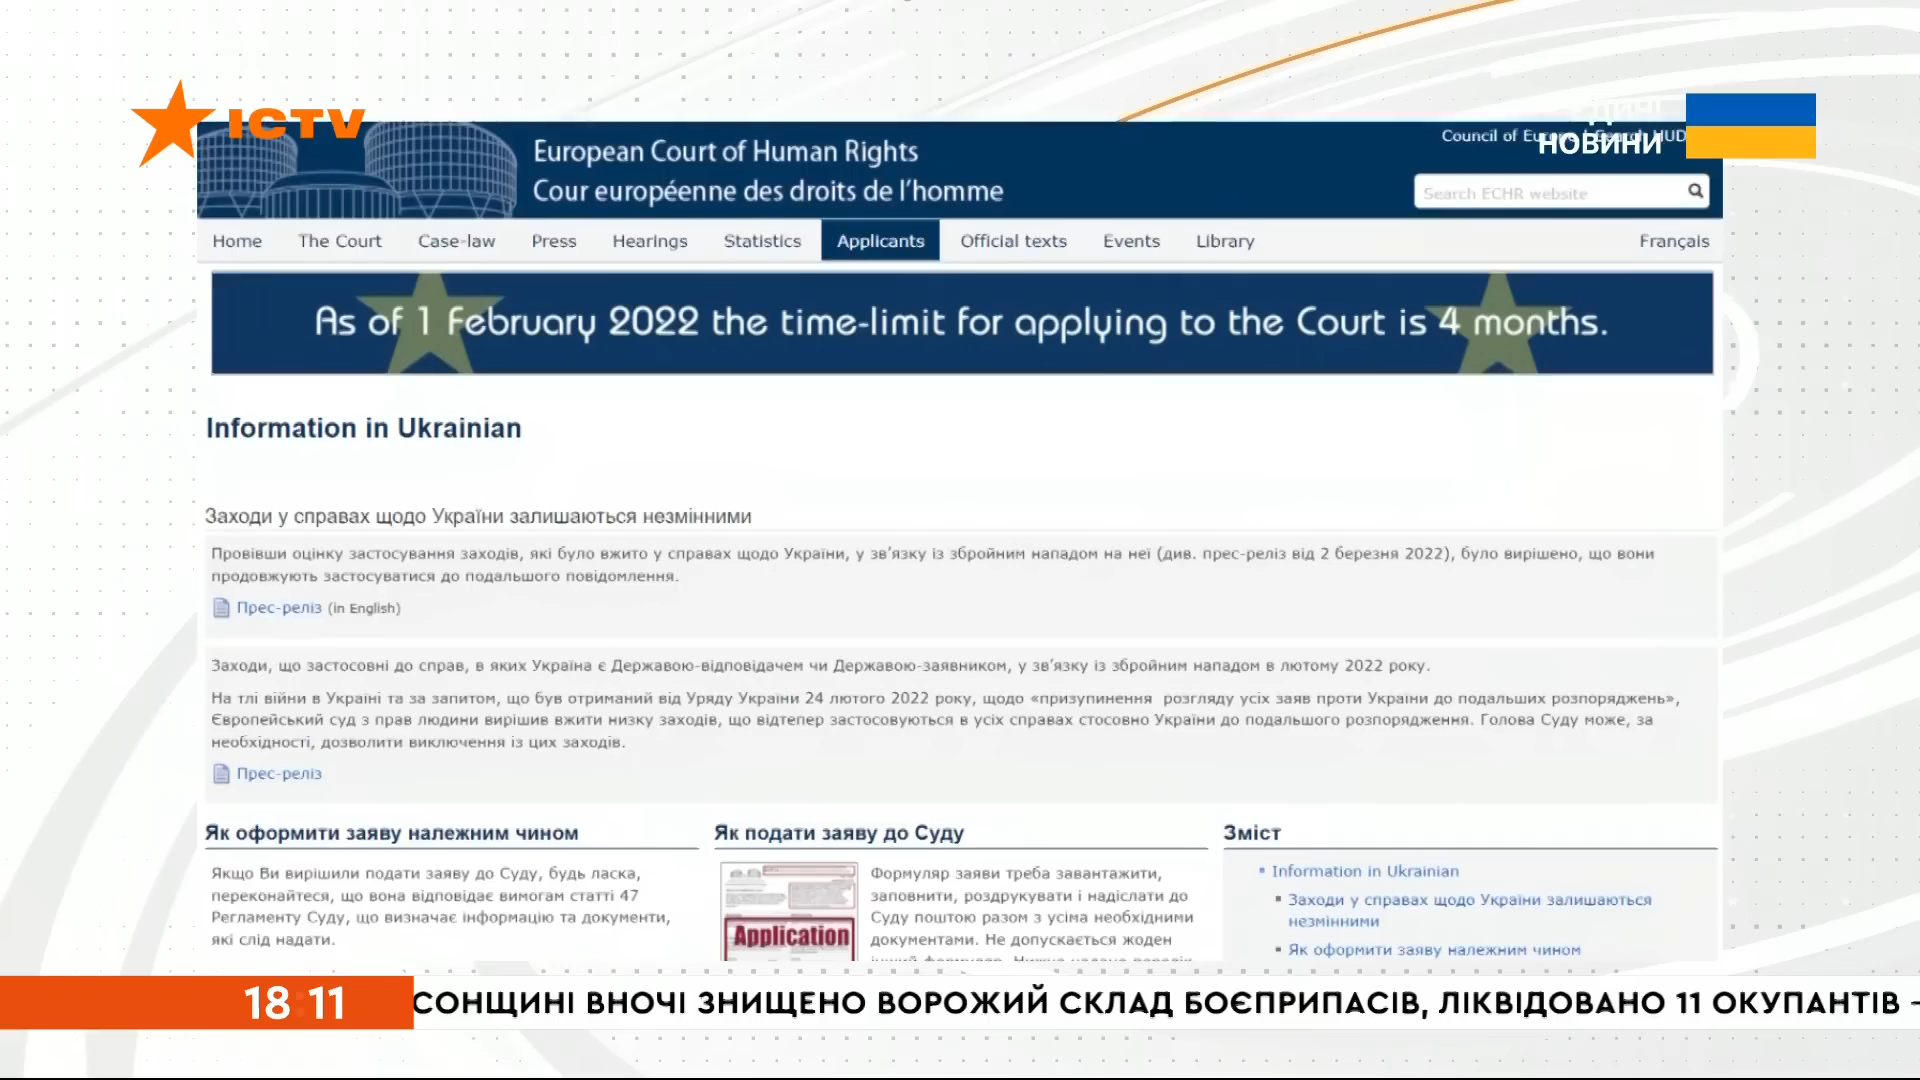 ICTV
НОВИНИ
European Court of Human Rights
Cour européenne des droits de l'homme
Council of
Search ECHR website
Home The Court Case-law Press Hearings Statistics Applicants Official texts Events Library Français
As of 1 February 2022 the time-limit for applying to the Court is 4 months.
Information in Ukrainian
Заходи у справах щодо України залишаються незмінними
Провівши оцінку застосування заходів, які було вжито у справах щодо України, у зв'язку із збройним нападом на неї (див. прес-реліз від 2 березня 2022), було вирішено, що вони
продовжують застосуватися до подальшого повідомлення.
Прес-реліз (in English)
Заходи, що застосовні до справ, в яких Україна є Державою-відповідачем чи Державою-заявником, у зв'язку із збройним нападом в лютому 2022 року.
На тлі війни в Україні та за запитом, що був отриманий від Уряду України 24 лютого 2022 року, щодо «призупинення розгляду усіх заяв проти України до подальших розпоряджень»,
Європейський суд з прав людини вирішив вжити низку заходів, що відтепер застосовуються в усіх справах стосовно України до подальшого розпорядження. Голова Суду може, за
необхідності, дозволити виключення із цих заходів.
Прес-реліз
Як оформити заяву належним чином
Якщо Ви вирішили подати заяву до Суду, будь ласка,
переконайтеся, що вона відповідає вимогам статті 47
Регламенту Суду, що визначає інформацію та документи,
які слід надати.
Як подати заяву до Суду
Application
Формуляр заяви треба завантажити,
заповнити, роздрукувати і надіслати до
Суду поштою разом з усіма необхідними
документами. Не допускається жоден
Зміст
Information in Ukrainian
Заходи у справах щодо України залишаються
незмінними
Як оформити заяву належним чином
18:11
СОНЩИНІ ВНОЧІ ЗНИЩЕНО ВОРОЖИЙ СКЛАД БОЄПРИПАСІВ, ЛІКВІДОВАНО 11 ОКУПАНТІВ -